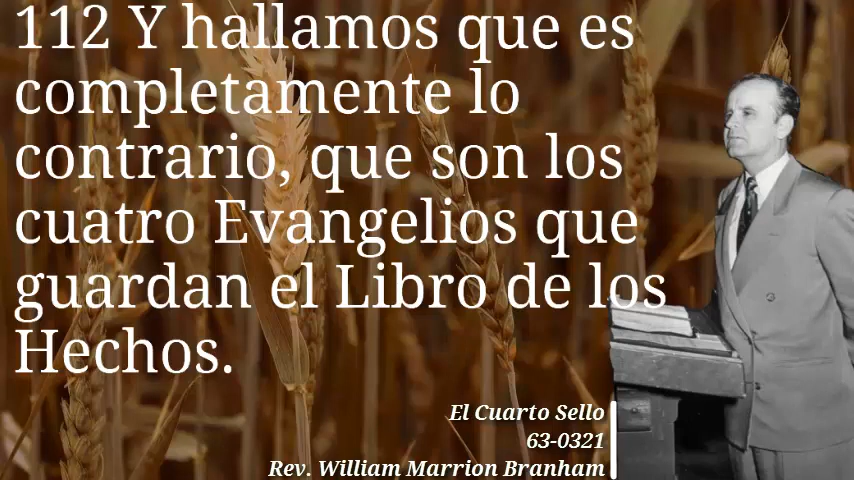 112 Y hallamos que es
completamente lo
contrario, que son los
cuatro Evangelios que
guardan el Libro de los
Hechos.
El Cuarto Sello
63-0321
Rev. William Marrion Branham